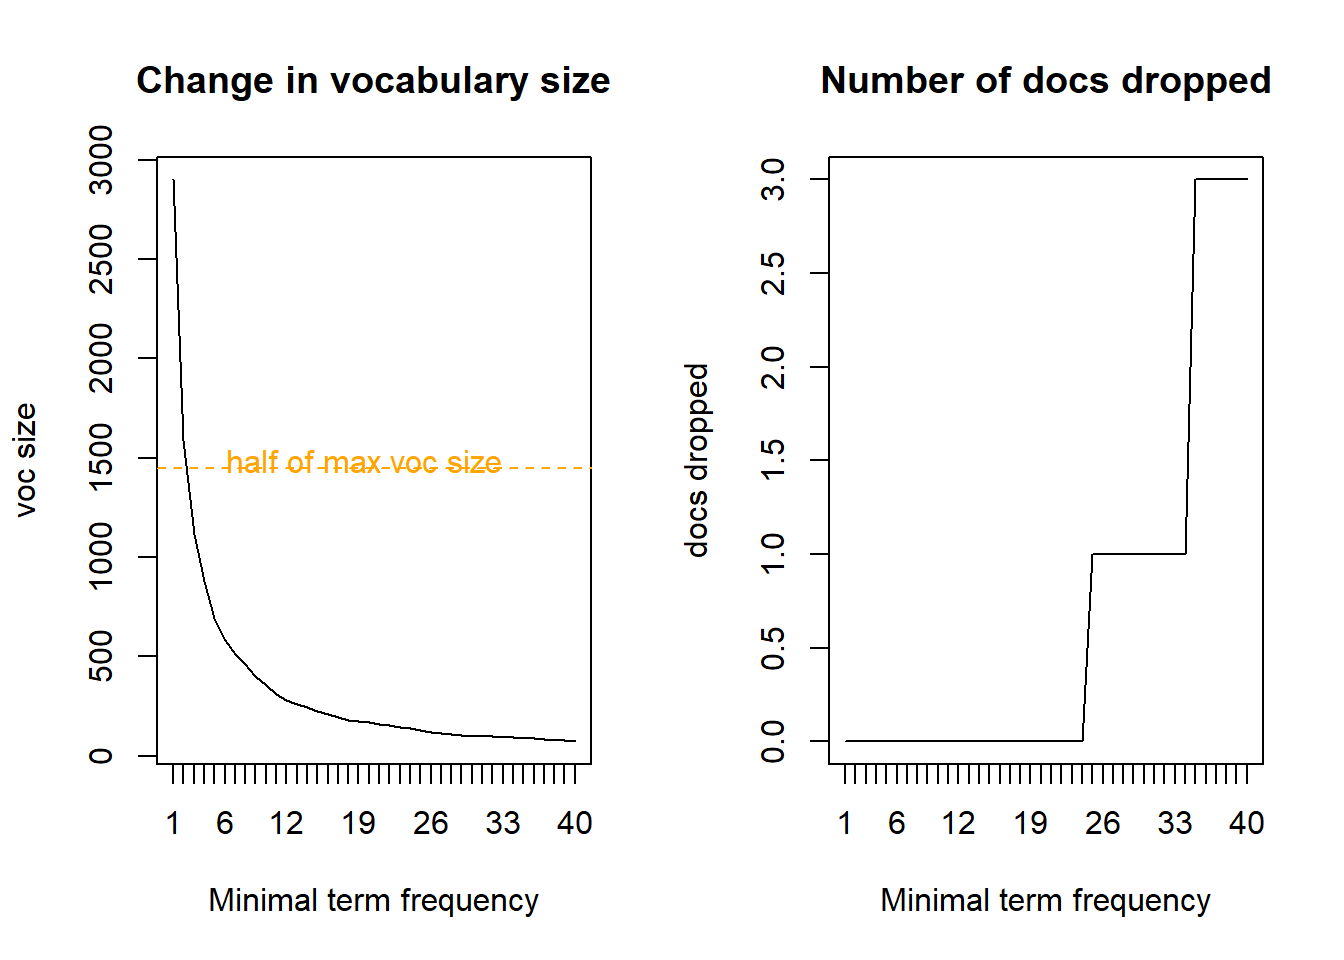 Change in vocabulary size
voc size
3000
2500
2000
1500
1000
500
0
half of max voc size
1 6 12 19 26 33 40
Minimal term frequency
Number of docs dropped
docs dropped
3.0
2.5
2.0
1.5
1.0
0.5
0.0
1 6 12 19 26 33 40
Minimal term frequency